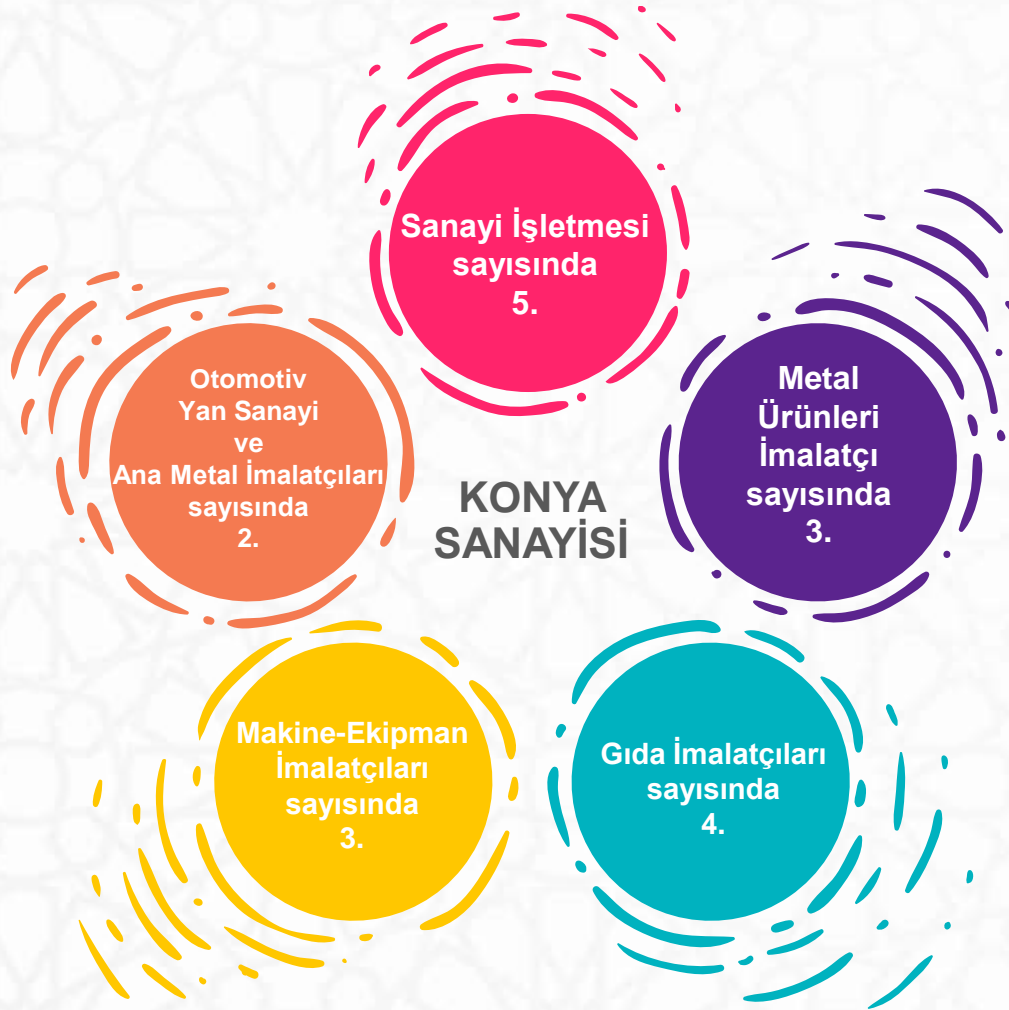 Sanayi İşletmesi
sayısında
5.
Otomotiv
Yan Sanayi
ve
Ana Metal İmalatçıları
sayısında
2.
Metal
Ürünleri
İmalatçı
sayısında
3.
KONYA
SANAYİSİ
Makine-Ekipman
İmalatçıları
sayısında
3.
Gıda İmalatçıları
sayısında
4.